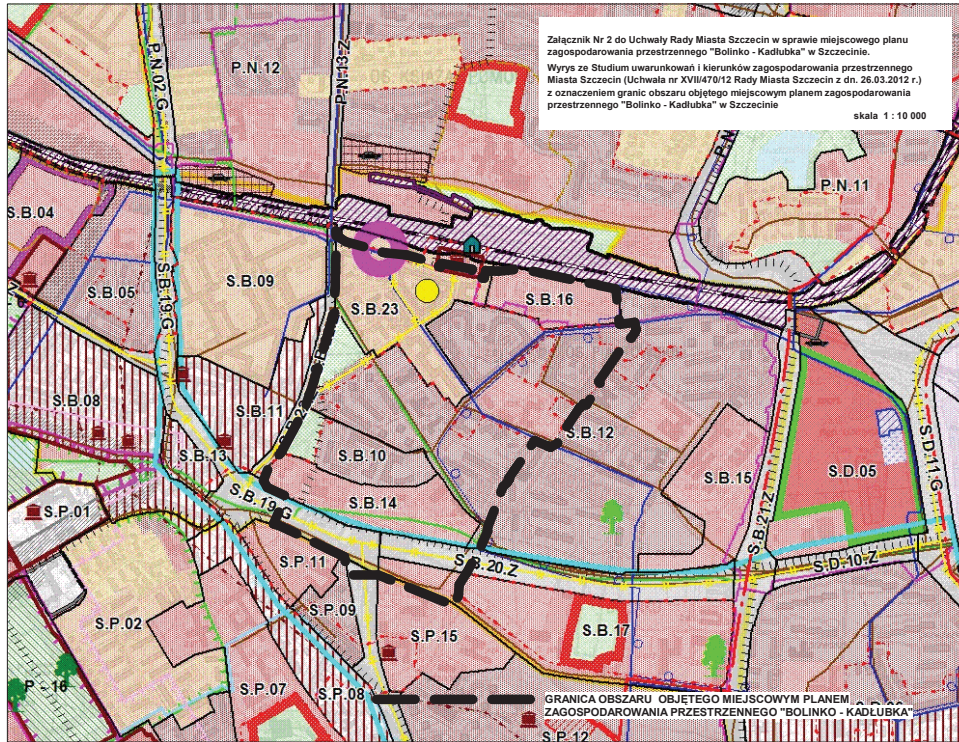 Załącznik Nr 2 do Uchwały Rady Miasta Szczecin w sprawie miejscowego planu
zagospodarowania przestrzennego "Bolinko - Kadłubka" w Szczecinie.
Wyrys ze Studium uwarunkowań i kierunków zagospodarowania przestrzennego
Miasta Szczecin (Uchwała nr XVII/470/12 Rady Miasta Szczecin z dn. 26.03.2012 r.)
z oznaczeniem granic obszaru objętego miejscowym planem zagospodarowania
przestrzennego "Bolinko - Kadłubka" w Szczecinie
skala 1 : 10 000
P.N.02.G
P.N.12
P.N.13.Z
P.N.11
S.B.04
S.B.05
S.B.19.G
S.B.09
S.B.23
S.B.16
S.B.08
S.B.11
S.B.12
S.B.13
S.B.10
S.B.15
S.D.05
S.D.11.G
S.B.19.G
S.B.14
S.B.21.Z
S.P.01
S.P.11
S.B.20.Z
S.D.10.Z
S.P.02
S.P.09
S.P.15
S.B.17
P - 16
S.P.07
S.P.08
S.P.12
GRANICA OBSZARU OBJĘTEGO MIEJSCOWYM PLANEM
ZAGOSPODAROWANIA PRZESTRZENNEGO "BOLINKO - KADŁUBKA"